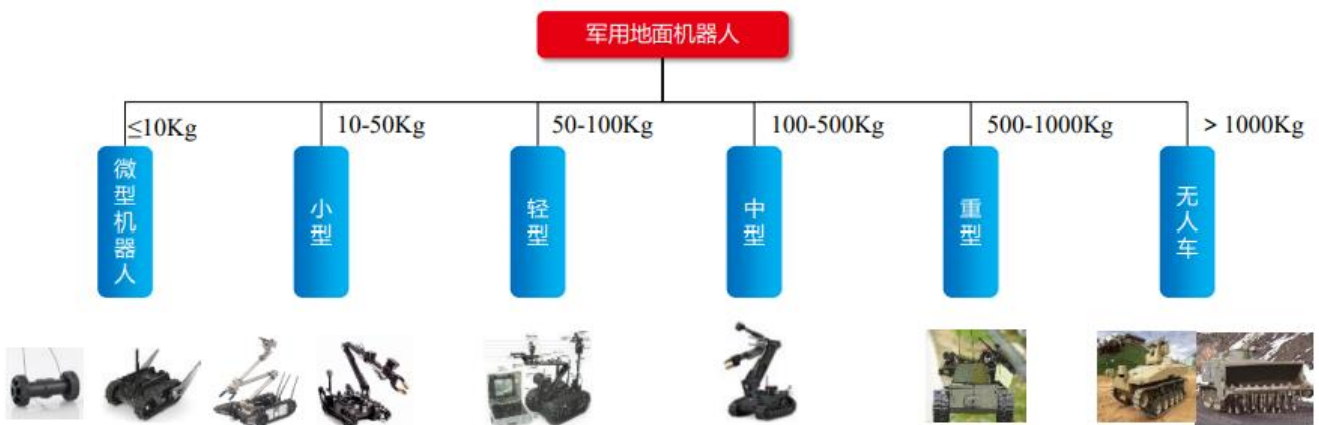 军用地面机器人
≤10Kg
10-50Kg
50-100Kg
100-500Kg
500-1000Kg
> 1000Kg
微型机器人
小型
轻型
中型
重型
无人车